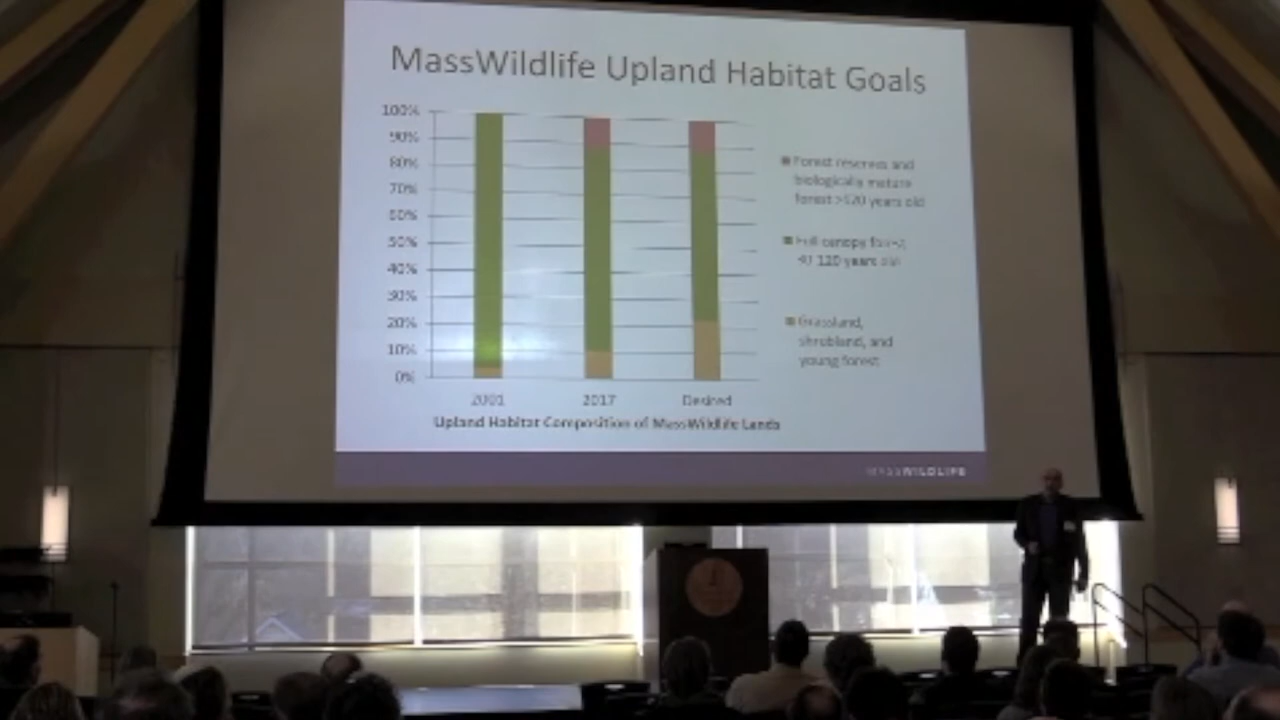 MassWildlife Upland Habitat Goals
100%
90%
80%
70%
60%
50%
40%
30%
20%
10%
0%
2001
2017
Desired
Upland Habitat Composition of MassWildlife Lands
Forest reserves and
biologically mature
forest >120 years old
Full canopy forest
30 120 years old
Grassland,
shrubland, and
young forest
MASSWILDLIFE